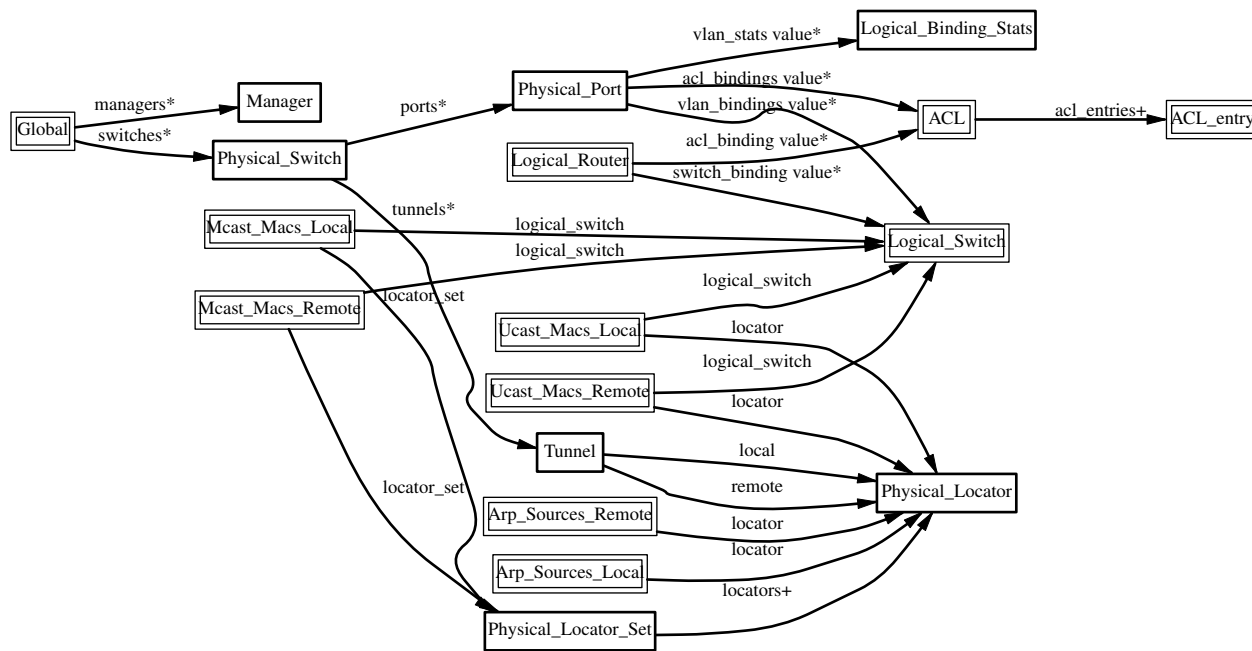 Logical_Binding_Stats
vlan_stats value*
Manager
managers*
Physical_Port
acl_bindings value*
ports*
vlan_bindings value*
ACL
acl_entries+
ACL_entry
Global
switches*
Physical_Switch
acl_binding value*
Logical_Router
switch_binding value*
tunnels*
Mcast_Macs_Local
logical_switch
Logical_Switch
logical_switch
logical_switch
locator_set
Mcast_Macs_Remote
Ucast_Macs_Local
locator
logical_switch
Ucast_Macs_Remote
locator
Tunnel
local
locator_set
remote
Physical_Locator
Arp_Sources_Remote
locator
locator
Arp_Sources_Local
locators+
Physical_Locator_Set